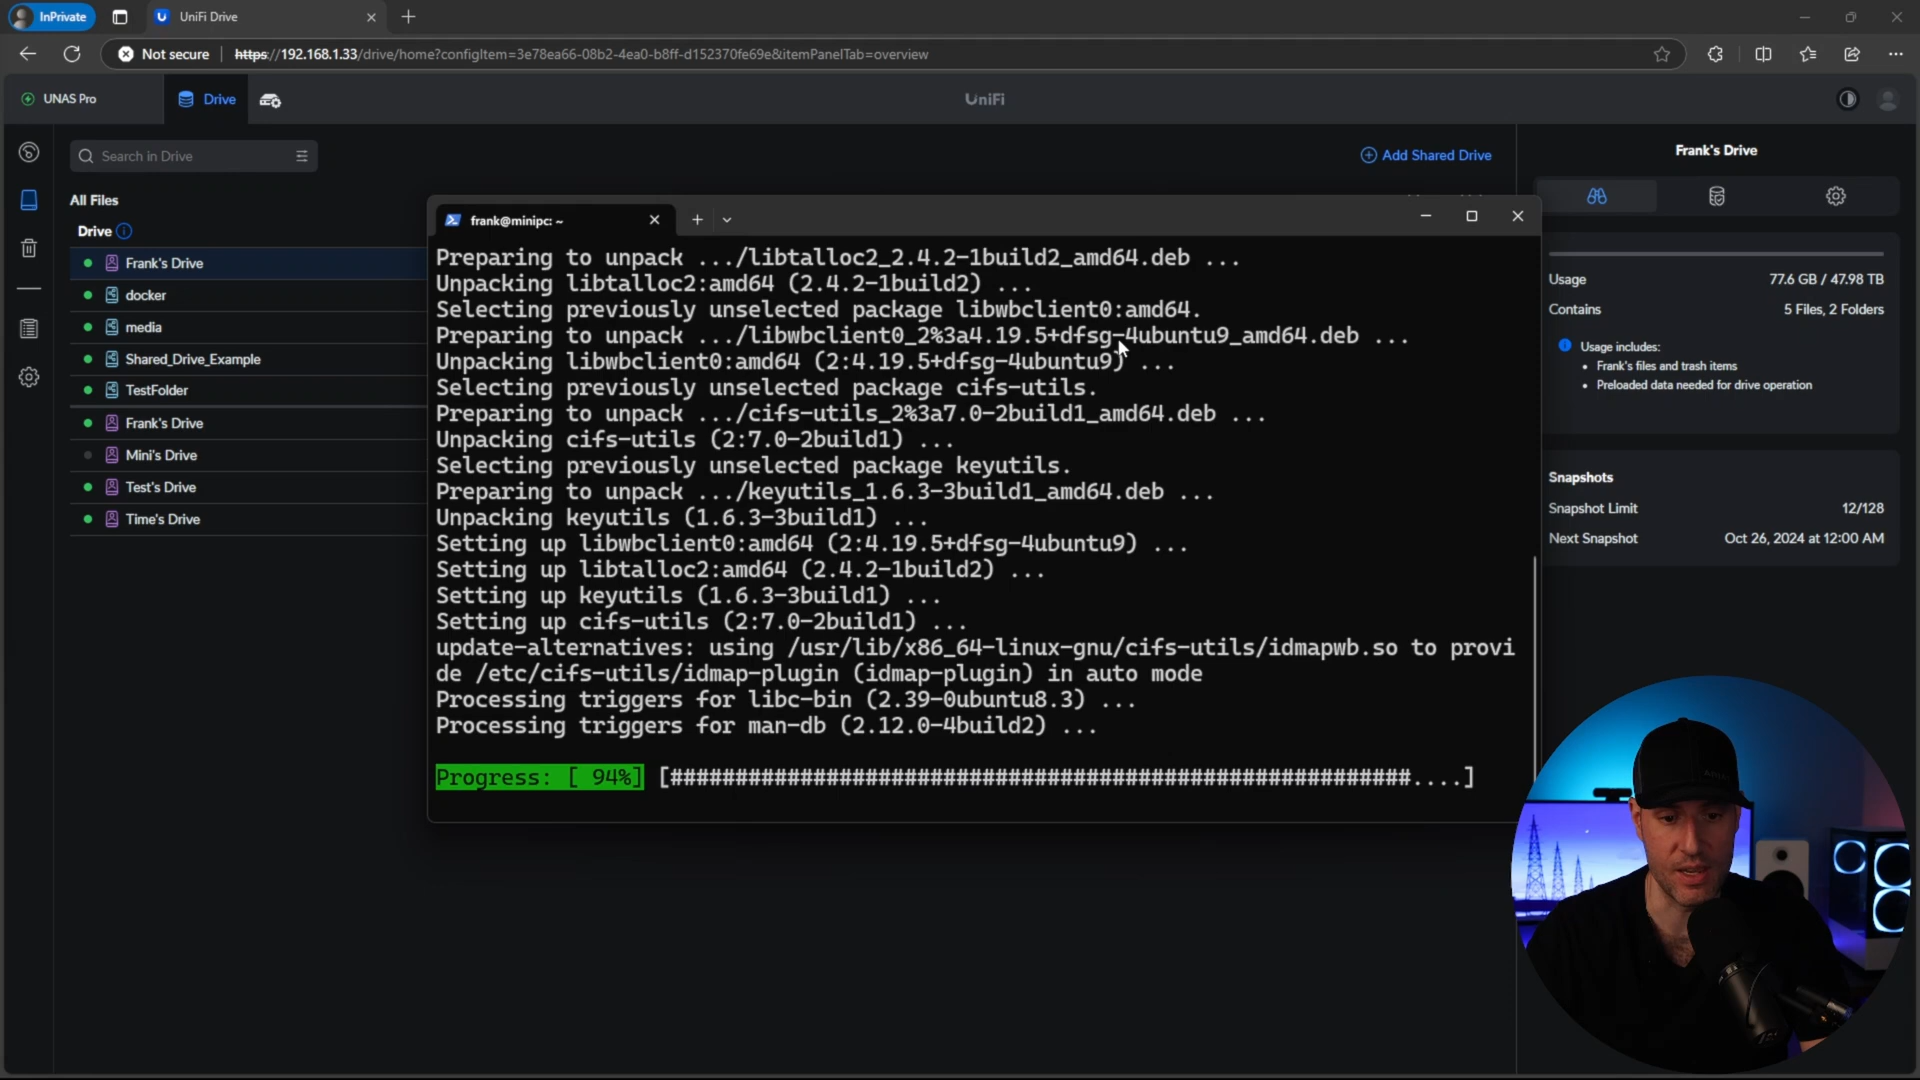 InPrivate
UniFi Drive
Not secure
https://192.168.1.33/drive/home?configItem=3e78ea66-08b2-4ea0-b8ff-d152370fe69e&itemPanelTab=overview
UNAS Pro
Drive
UniFi
Search in Drive
Add Shared Drive
All Files
Drive
Frank's Drive
docker
media
Shared_Drive_Example
TestFolder
Frank's Drive
Mini's Drive
Test's Drive
Time's Drive
frank@minipc: ~
Preparing to unpack .../libtalloc2_2.4.2-1build2_amd64.deb ...
Unpacking libtalloc2:amd64 (2.4.2-1build2) ...
Selecting previously unselected package libwbclient0:amd64.
Preparing to unpack .../libwbclient0_2%3a4.19.5+dfsg-4ubuntu9_amd64.deb ...
Unpacking libwbclient0:amd64 (2:4.19.5+dfsg-4ubuntu9) ...
Selecting previously unselected package cifs-utils.
Preparing to unpack .../cifs-utils_2%3a7.0-2build1_amd64.deb ...
Unpacking cifs-utils (2:7.0-2build1) ...
Selecting previously unselected package keyutils.
Preparing to unpack .../keyutils_1.6.3-3build1_amd64.deb ...
Unpacking keyutils (1.6.3-3build1) ...
Setting up libwbclient0:amd64 (2:4.19.5+dfsg-4ubuntu9) ...
Setting up libtalloc2:amd64 (2.4.2-1build2) ...
Setting up keyutils (1.6.3-3build1) ...
Setting up cifs-utils (2:7.0-2build1) ...
update-alternatives: using /usr/lib/x86_64-linux-gnu/cifs-utils/idmapwb.so to provi
de /etc/cifs-utils/idmap-plugin (idmap-plugin) in auto mode
Processing triggers for libc-bin (2.39-0ubuntu8.3) ...
Processing triggers for man-db (2.12.0-4build2) ...
Progress: [ 94%] [#########################################################....]
Frank's Drive
Usage 77.6 GB / 47.98 TB
Contains 5 Files, 2 Folders
Usage includes:
• Frank's files and trash items
• Preloaded data needed for drive operation
Snapshots
Snapshot Limit 12/128
Next Snapshot Oct 26, 2024 at 12:00 AM